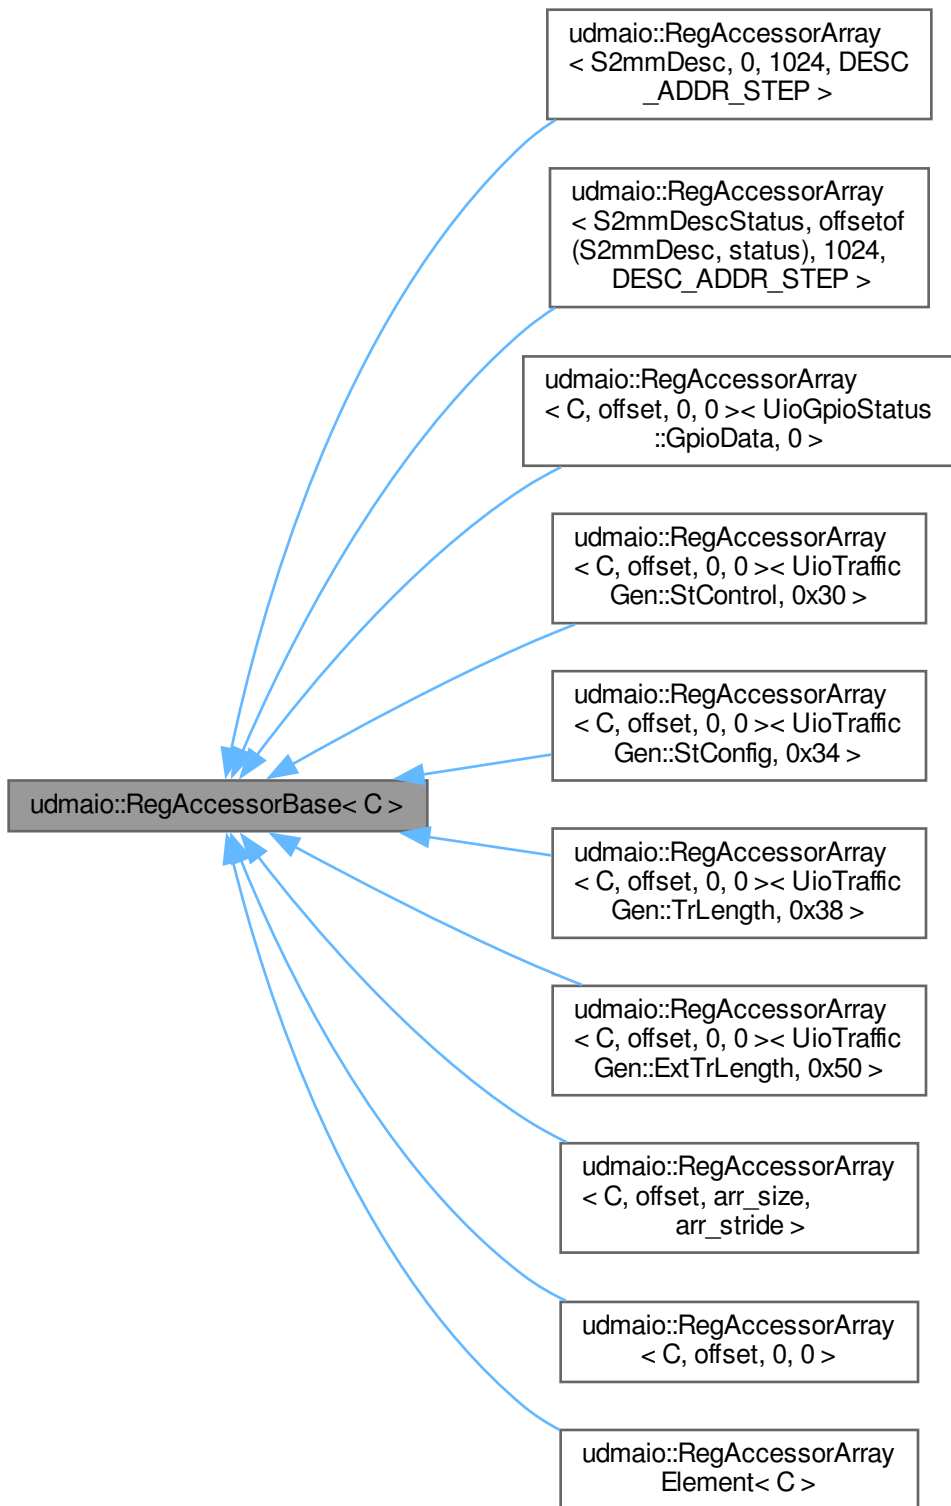 udmaio::RegAccessorArray
< S2mmDesc, 0, 1024, DESC
_ADDR_STEP >
udmaio::RegAccessorArray
< S2mmDescStatus, offsetof
(S2mmDesc, status), 1024,
DESC_ADDR_STEP >
udmaio::RegAccessorArray
< C, offset, 0, 0 >< UioGpioStatus
::GpioData, 0 >
udmaio::RegAccessorArray
< C, offset, 0, 0 >< UioTraffic
Gen::StControl, 0x30 >
udmaio::RegAccessorArray
< C, offset, 0, 0 >< UioTraffic
Gen::StConfig, 0x34 >
udmaio::RegAccessorBase< C >
udmaio::RegAccessorArray
< C, offset, 0, 0 >< UioTraffic
Gen::TrLength, 0x38 >
udmaio::RegAccessorArray
< C, offset, 0, 0 >< UioTraffic
Gen::ExtTrLength, 0x50 >
udmaio::RegAccessorArray
< C, offset, arr_size,
arr_stride >
udmaio::RegAccessorArray
< C, offset, 0, 0 >
udmaio::RegAccessorArray
Element< C >